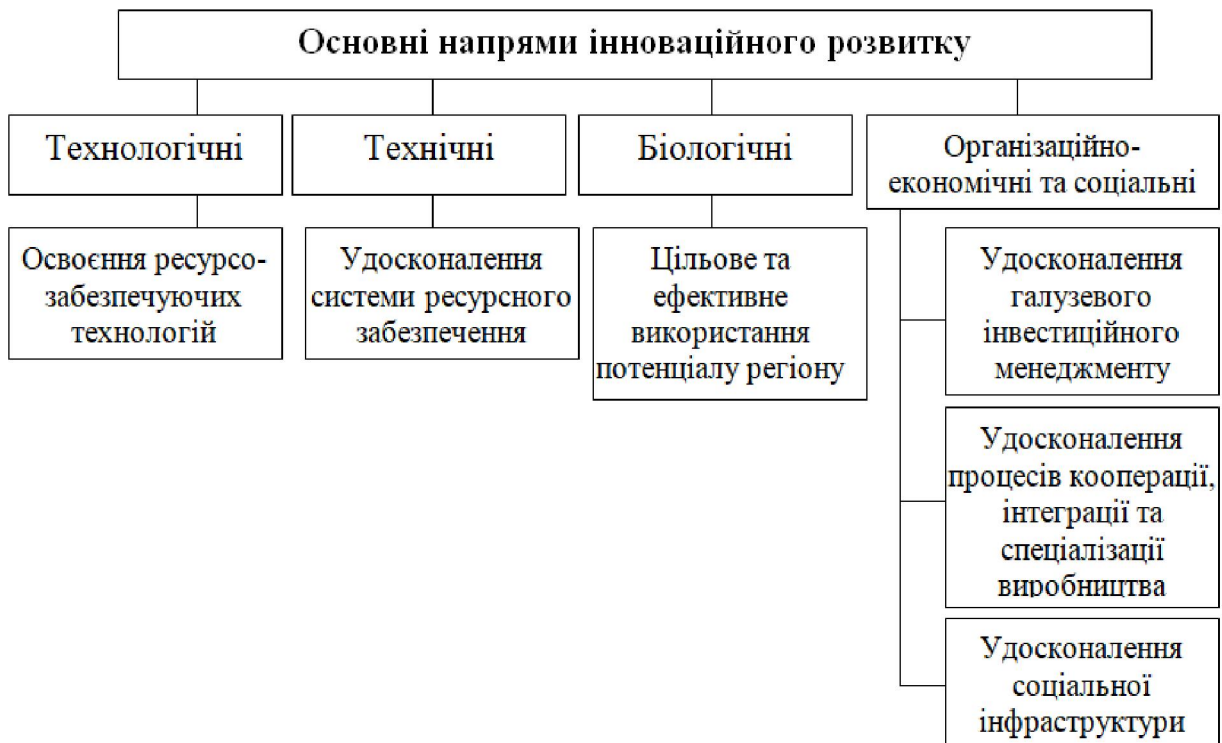 Основні напрями інноваційного розвитку
Технологічні
Технічні
Біологічні
Організаційно-
економічні та соціальні
Освоєння ресурсо-
забезпечуючих
технологій
Удосконалення
системи ресурсного
забезпечення
Цільове та
ефективне
використання
потенціалу регіону
Удосконалення
галузевого
інвестиційного
менеджменту
Удосконалення
процесів кооперації,
інтеграції та
спеціалізації
виробництва
Удосконалення
соціальної
інфраструктури